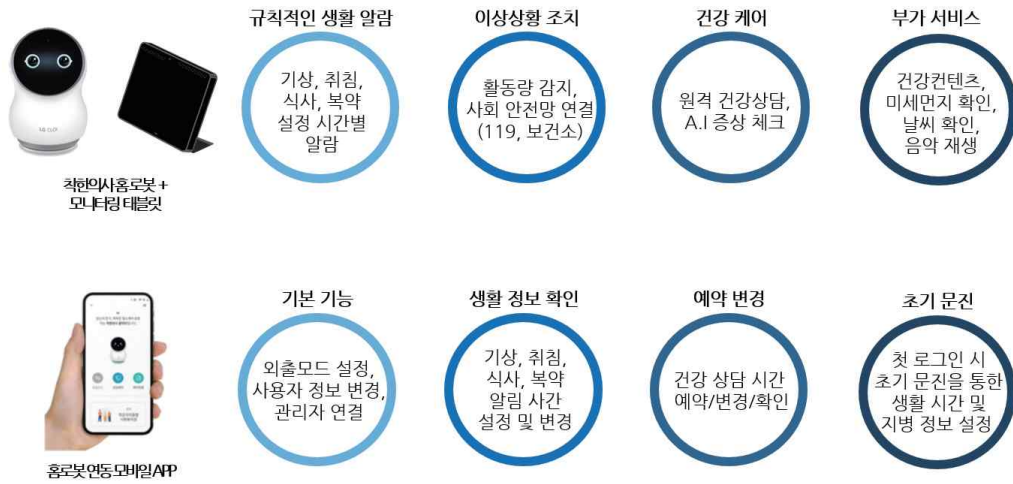 규칙적인 생활 알람
이상상황 조치
건강 케어
부가 서비스
기상, 취침,
식사, 복약
설정 시간별
알람
활동량 감지,
사회 안전망 연결
(119, 보건소)
원격 건강상담,
A.I 증상 체크
건강컨텐츠,
미세먼지 확인,
날씨 확인,
음악 재생
착한의사 홈 로봇 +
모니터링 태블릿
기본 기능
생활 정보 확인
예약 변경
초기 문진
외출모드 설정,
사용자 정보 변경,
관리자 연결
기상, 취침,
식사, 복약
알림 사간
설정 및 변경
건강 상담 시간
예약/변경/확인
첫 로그인 시
초기 문진을 통한
생활 시간 및
지병 정보 설정
홈로봇 연동 모바일 APP